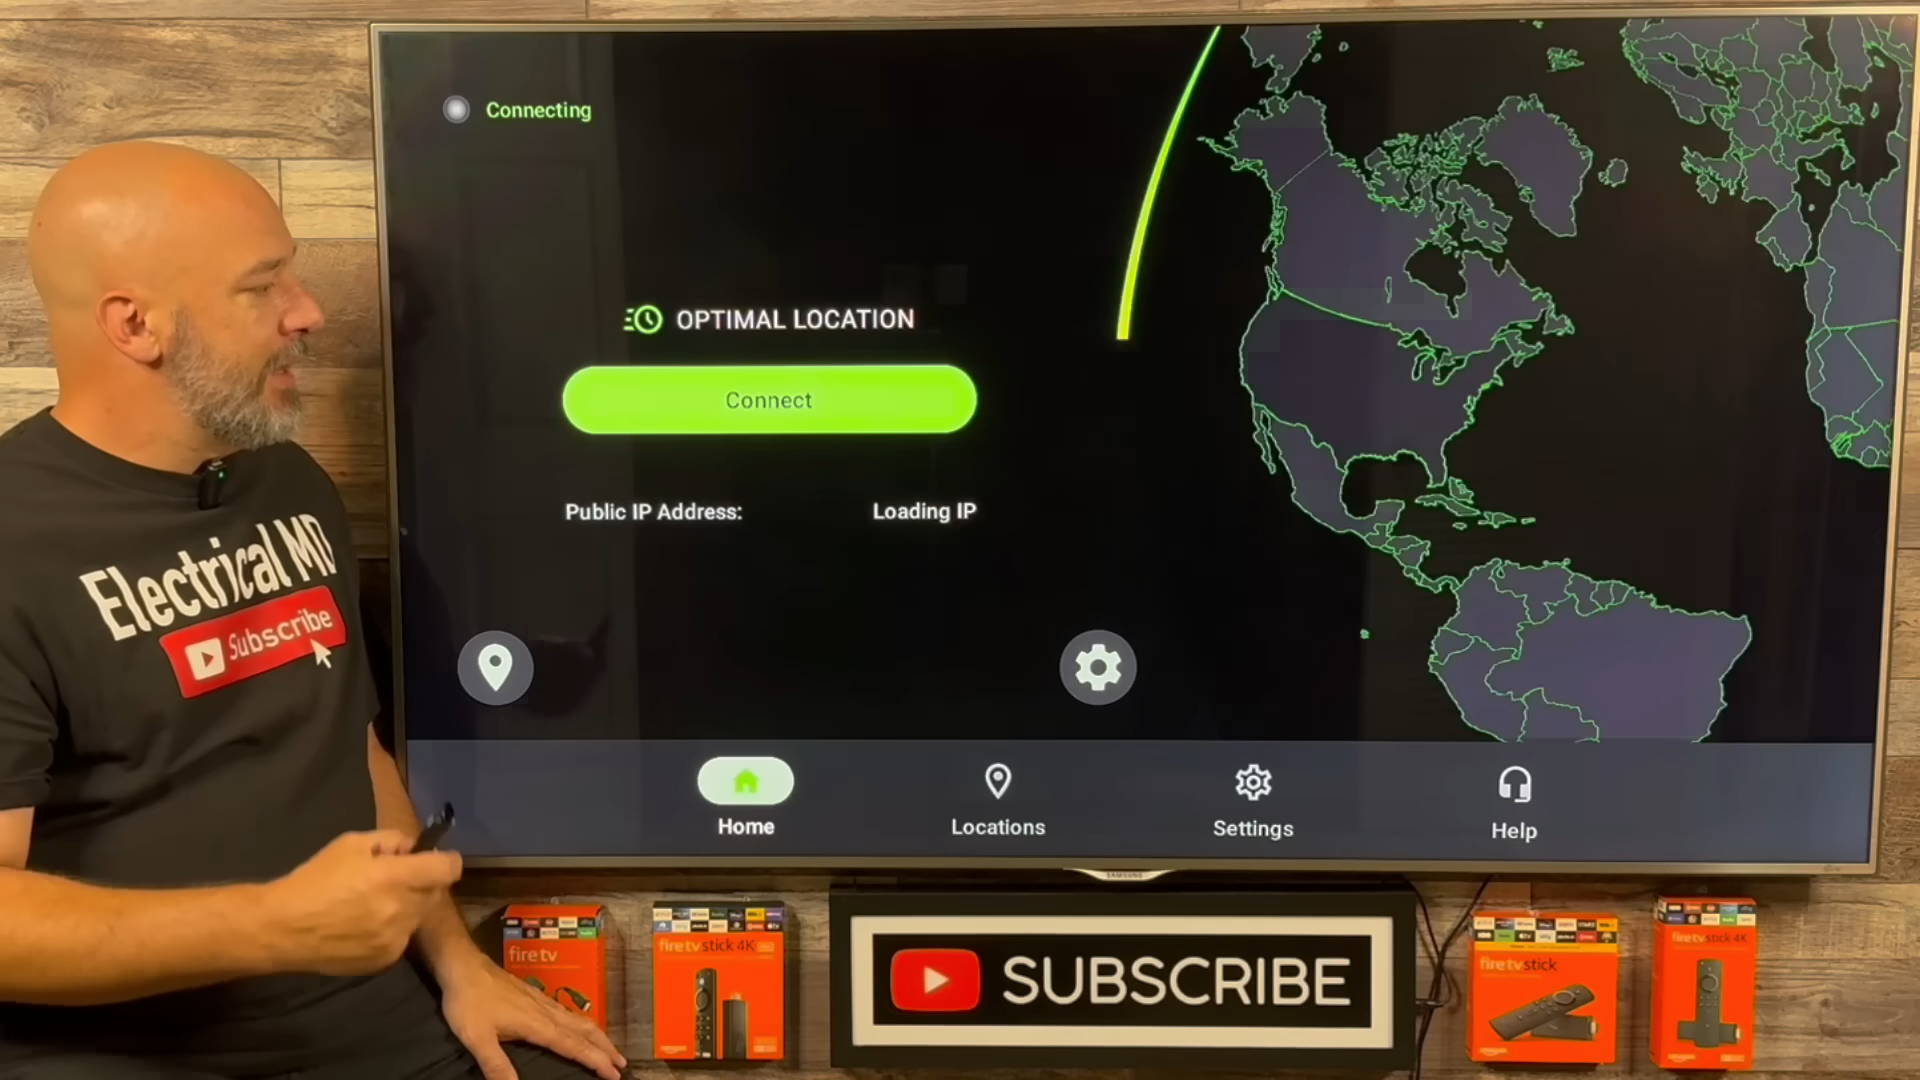 Connecting
OPTIMAL LOCATION
Connect
Public IP Address: Loading IP
Home
Locations
Settings
Help
SAMSUNG
Electrical MD
Subscribe
SUBSCRIBE
fire tv
fire tv stick 4K
fire tv stick
fire tv stick 4K